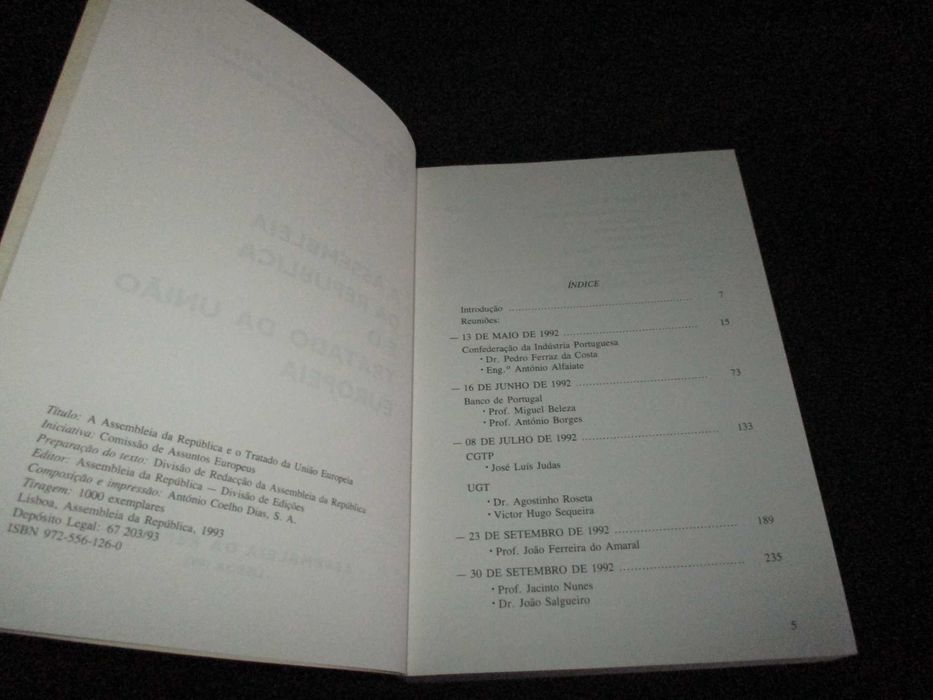 Título: A Assembleia da República e o Tratado da União Europeia
Iniciativa: Comissão de Assuntos Europeus
Preparação do texto: Divisão de Redacção da Assembleia da República
Editor: Assembleia da República — Divisão de Edições
Composição e impressão: António Coelho Dias, S. A.
Tiragem: 1000 exemplares
Lisboa, Assembleia da República, 1993
Depósito Legal: 67 203/93
ISBN 972-556-126-0
ÍNDICE
Introdução ........ 7
Reuniões:
— 13 DE MAIO DE 1992 ........ 15
Confederação da Indústria Portuguesa
• Dr. Pedro Ferraz da Costa
• Eng.º António Alfaiate
— 16 DE JUNHO DE 1992 ........ 73
Banco de Portugal
• Prof. Miguel Beleza
• Prof. António Borges
— 08 DE JULHO DE 1992 ........ 133
CGTP
• José Luís Judas
UGT
• Dr. Agostinho Roseta
• Victor Hugo Sequeira
— 23 DE SETEMBRO DE 1992 ........ 189
• Prof. João Ferreira do Amaral
— 30 DE SETEMBRO DE 1992 ........ 235
• Prof. Jacinto Nunes
• Dr. João Salgueiro
5